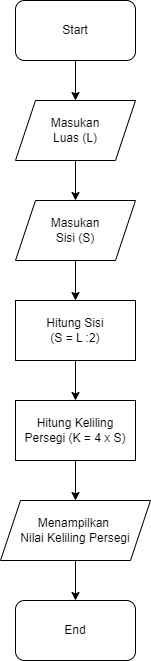 Start
Masukan
Luas (L)
Masukan
Sisi (S)
Hitung Sisi
(S = L :2)
Hitung Keliling
Persegi (K = 4 x S)
Menampilkan
Nilai Keliling Persegi
End